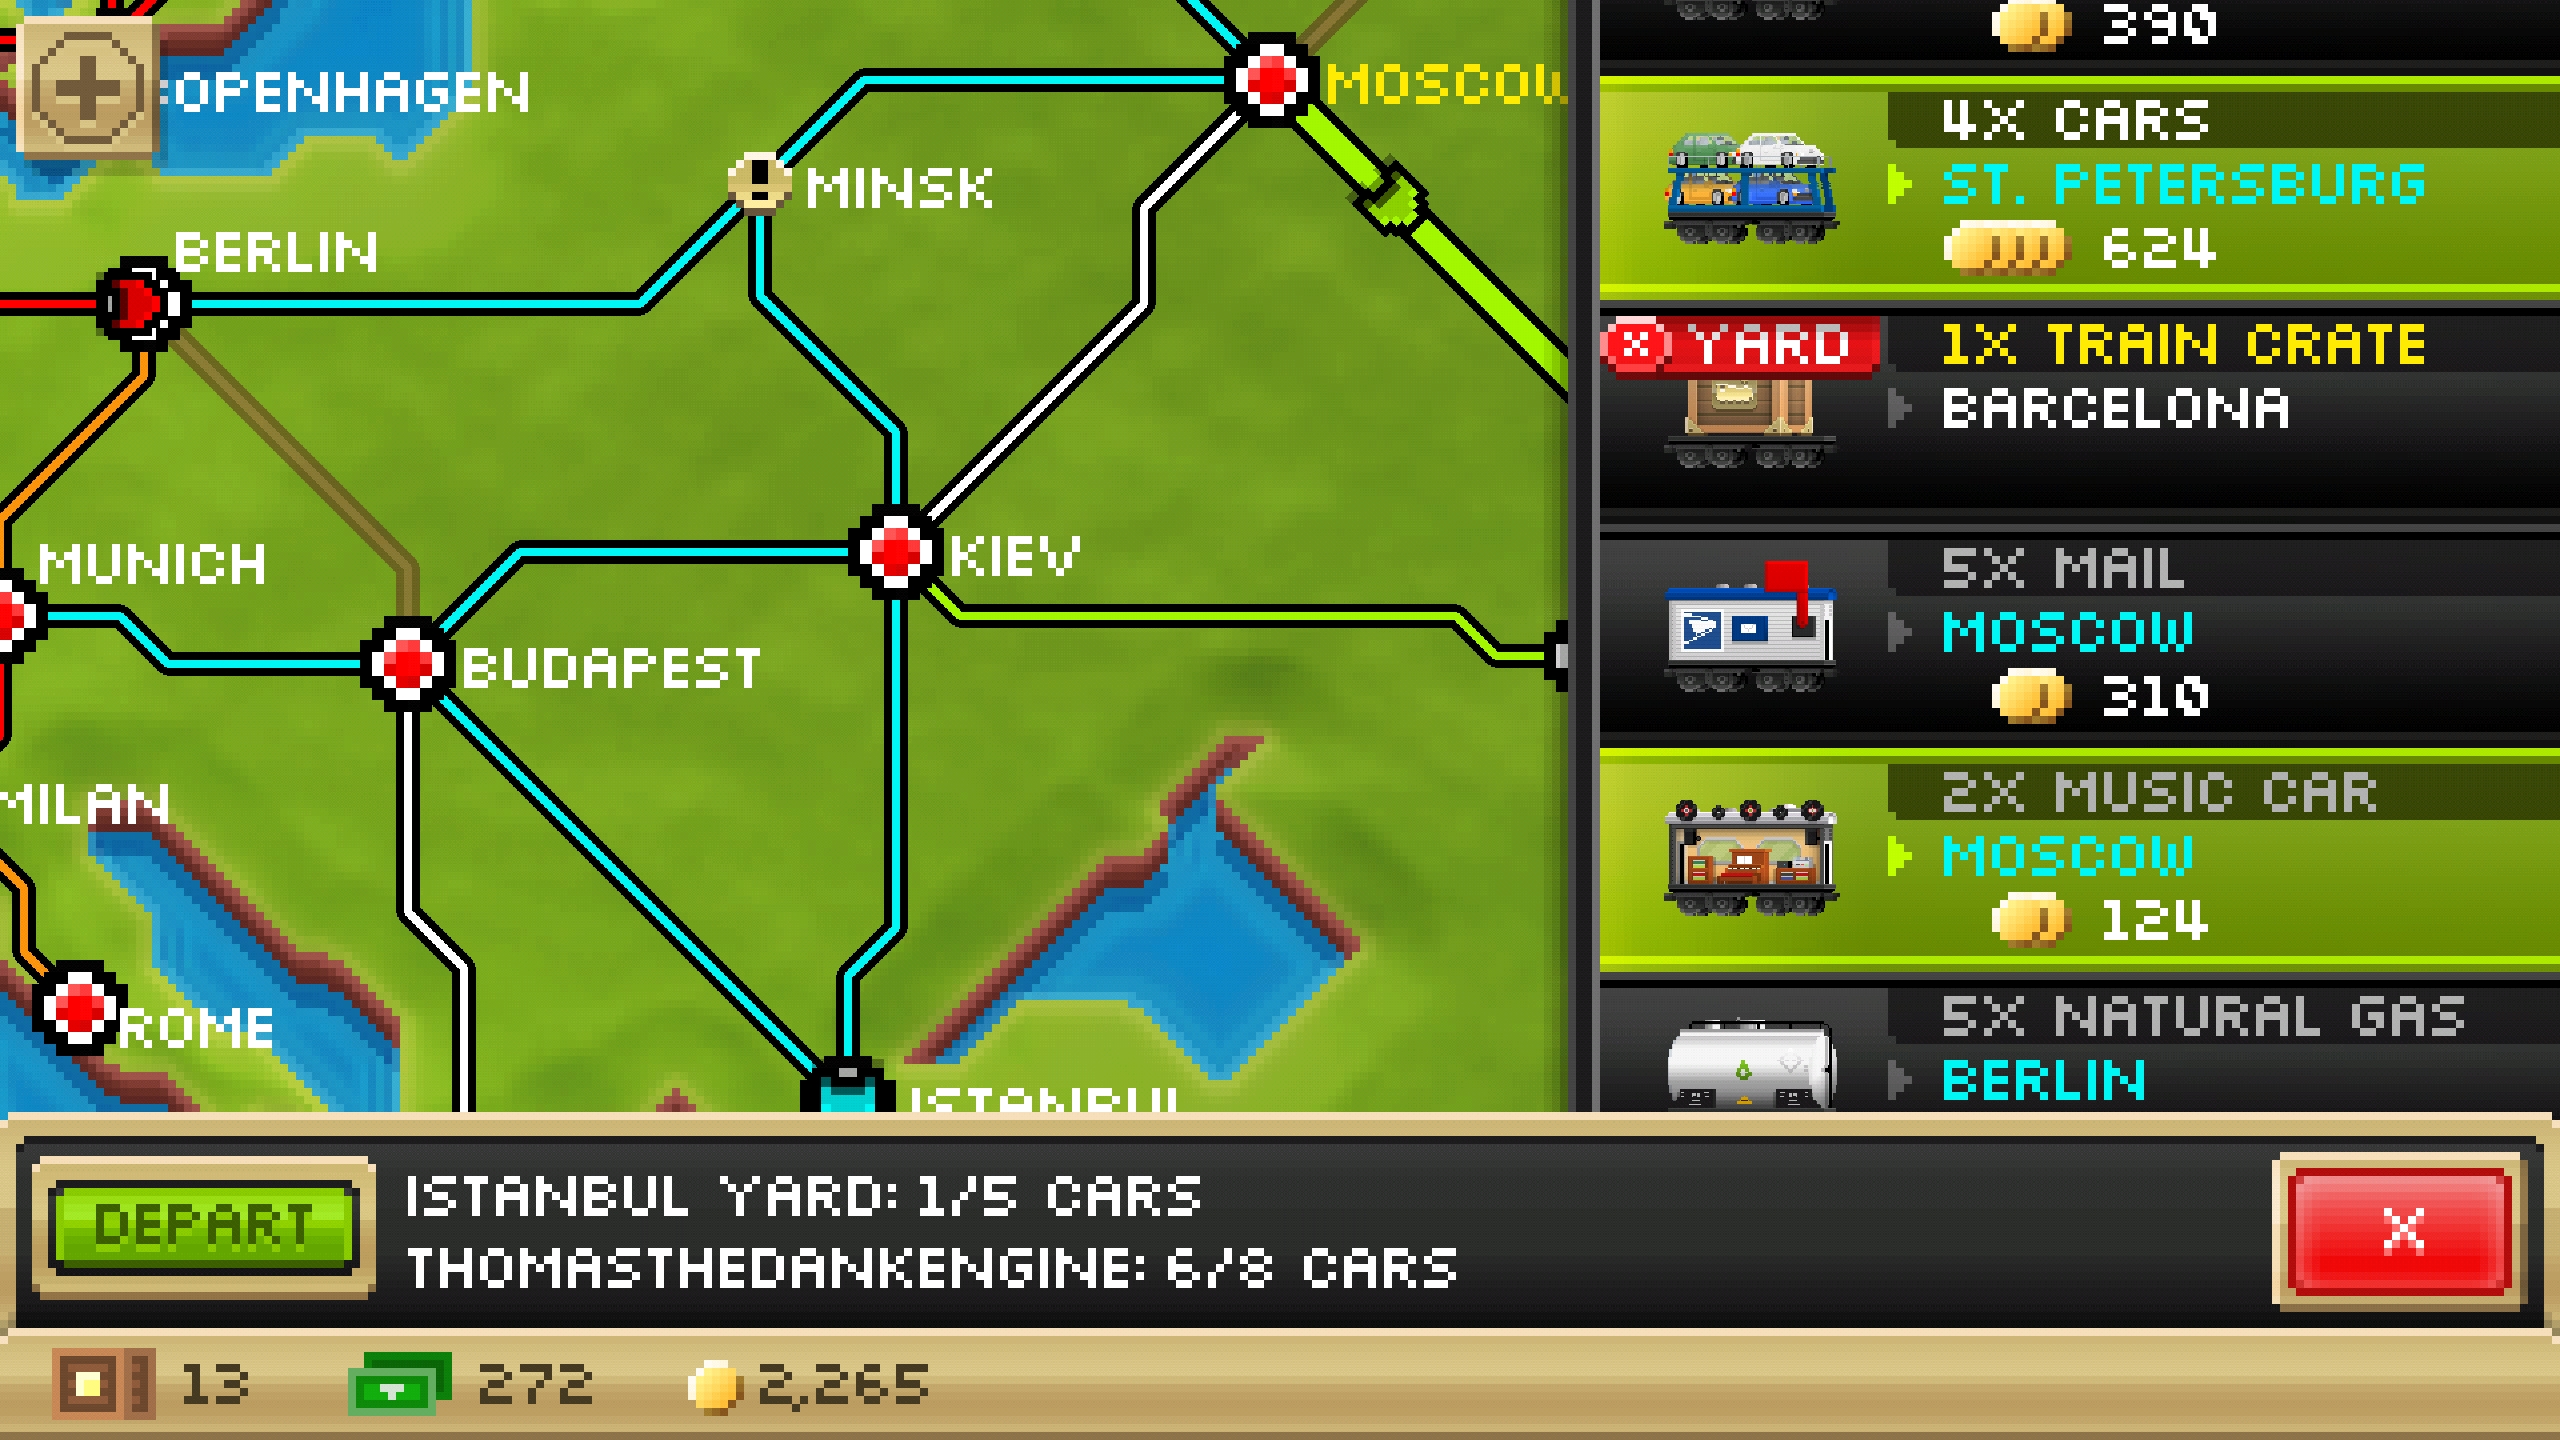 OPENHAGEN
MOSCOW
MINSK
BERLIN
MUNICH
KIEV
BUDAPEST
MILAN
ROME
ISTANBUL
390
4X CARS
ST. PETERSBURG
624
YARD
1X TRAIN CRATE
BARCELONA
5X MAIL
MOSCOW
310
2X MUSIC CAR
MOSCOW
124
5X NATURAL GAS
BERLIN
DEPART
ISTANBUL YARD: 1/5 CARS
THOMASTHEDANKENGINE: 6/8 CARS
X
13
272
2,265